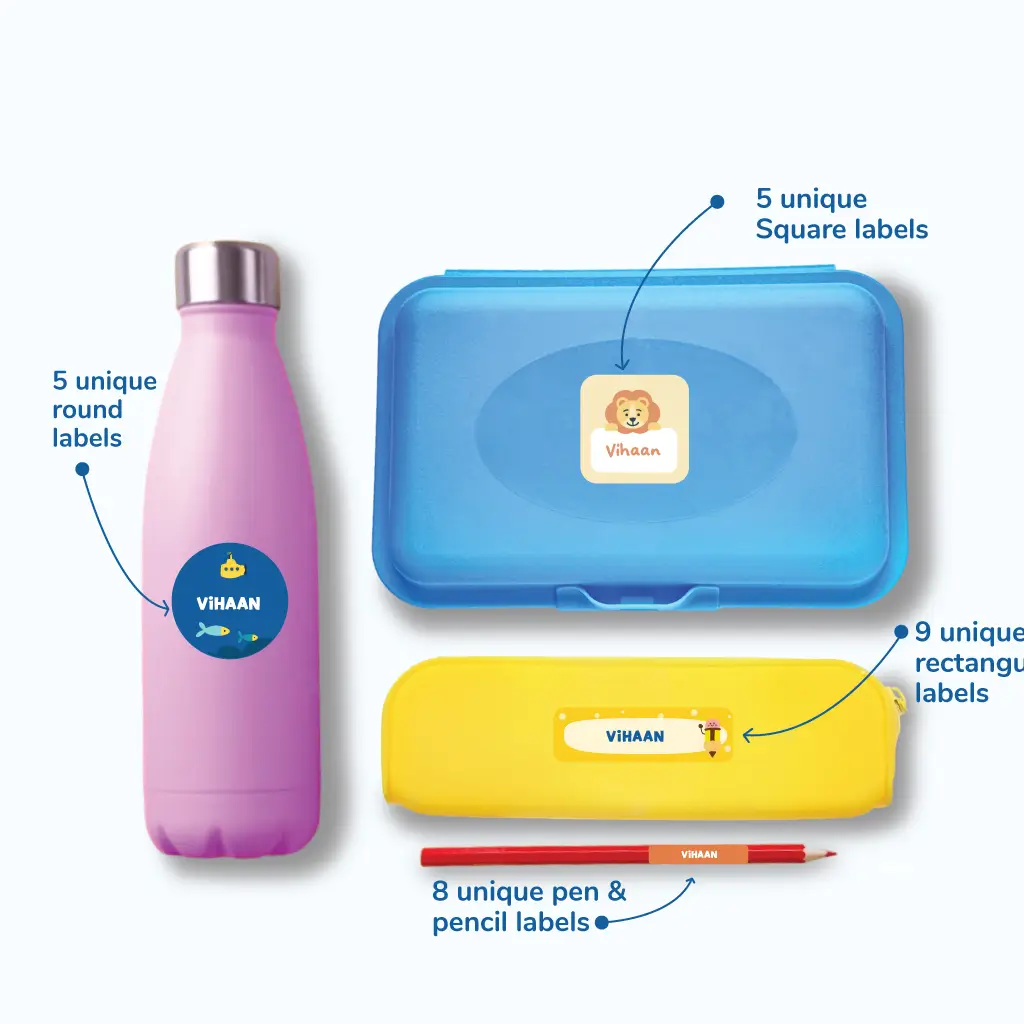 5 unique
Square labels
5 unique
round
labels
Vihaan
ViHAAN
9 unique
rectangu
labels
ViHAAN
ViHAAN
8 unique pen &
pencil labels